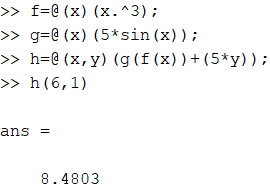 >> f=@(x)(x.^3);
>> g=@(x)(5*sin(x));
>> h=@(x,y)(g(f(x))+(5*y));
>> h(6,1)
ans =
8.4803